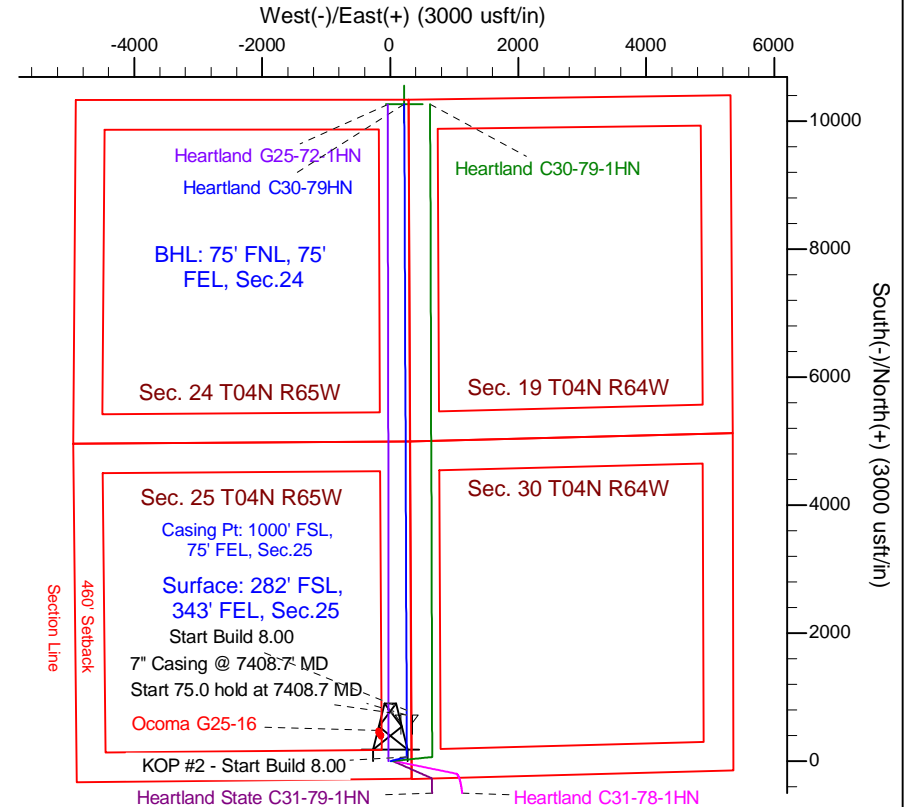 West(-)/East(+) (3000 usft/in)
-4000 -2000 0 2000 4000 6000
10000
Heartland G25-72-1HN
Heartland C30-79-1HN
Heartland C30-79HN
BHL: 75' FNL, 75'
FEL, Sec.24
8000
South(-)/North(+) (3000 usft/in)
Sec. 24 T04N R65W
Sec. 19 T04N R64W
6000
Sec. 25 T04N R65W
Sec. 30 T04N R64W
4000
Casing Pt: 1000' FSL,
75' FEL, Sec.25
Surface: 282' FSL,
343' FEL, Sec.25
Section Line
460' Setback
Start Build 8.00
2000
7" Casing @ 7408.7' MD
Start 75.0 hold at 7408.7 MD
Ocoma G25-16
KOP #2 - Start Build 8.00
0
Heartland State C31-79-1HN
Heartland C31-78-1HN